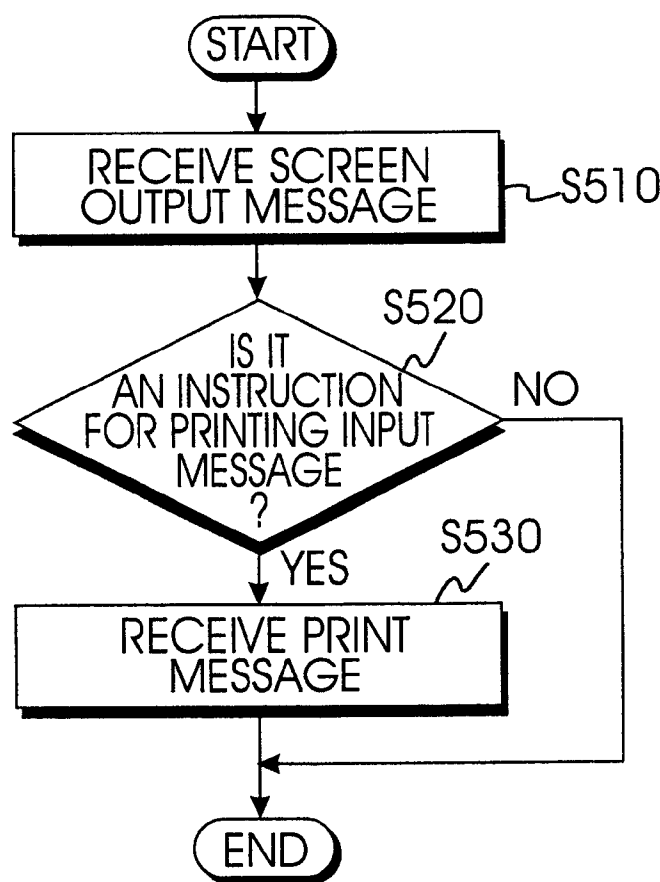 START
RECEIVE SCREEN
OUTPUT MESSAGE
S510
S520
IS IT
AN INSTRUCTION
FOR PRINTING INPUT
MESSAGE
?
NO
YES
S530
RECEIVE PRINT
MESSAGE
END